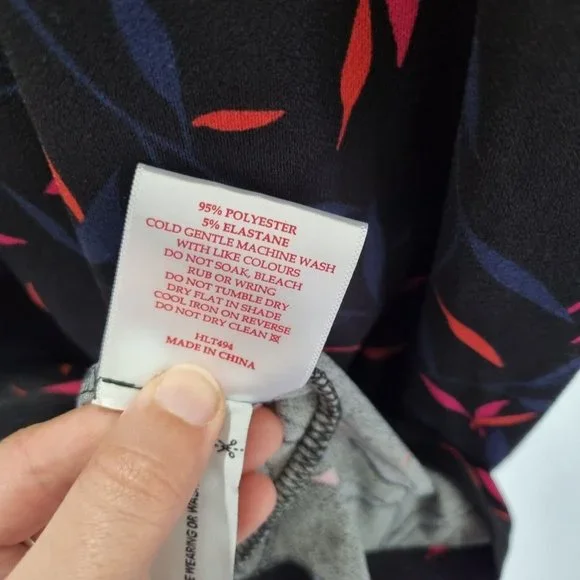 95% POLYESTER
5% ELASTANE
COLD GENTLE MACHINE WASH
WITH LIKE COLOURS
DO NOT SOAK, BLEACH
RUB OR WRING
DO NOT TUMBLE DRY
DRY FLAT IN SHADE
COOL IRON ON REVERSE
DO NOT DRY CLEAN
HLT494
MADE IN CHINA
WEARING OR